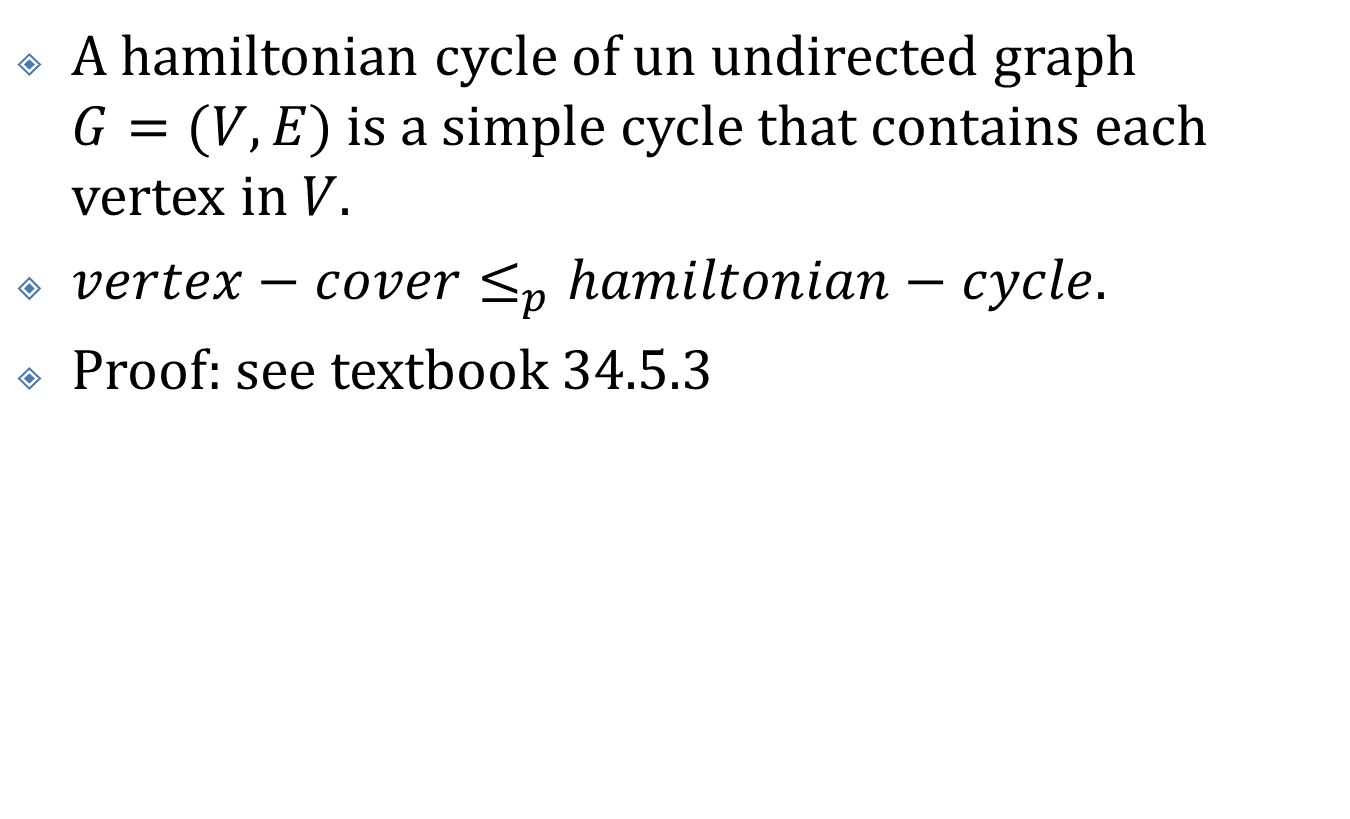 A hamiltonian cycle of un undirected graph
G = (V, E) is a simple cycle that contains each
vertex in V.
vertex − cover ≤p hamiltonian − cycle.
Proof: see textbook 34.5.3